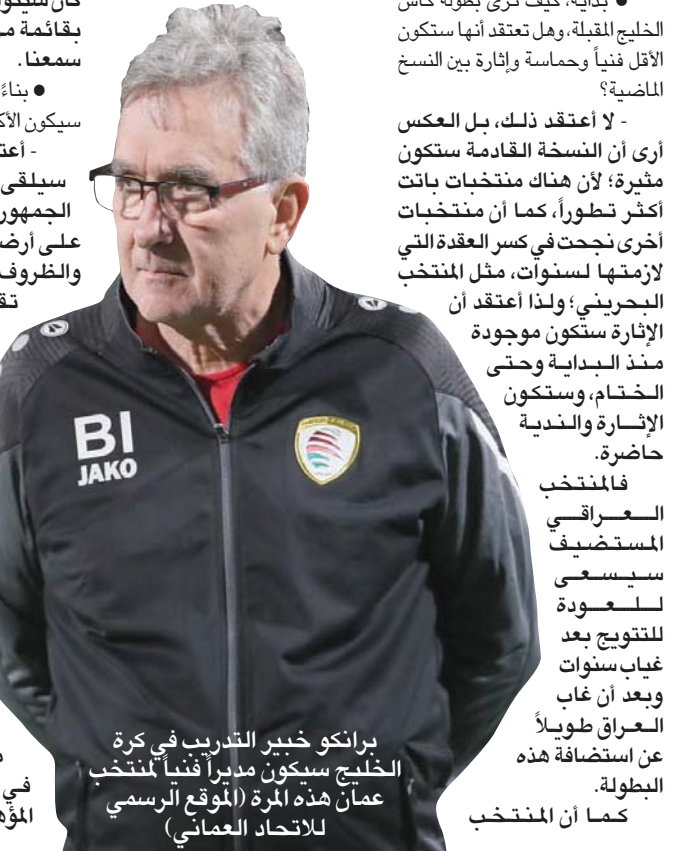 ● بداية، كيف ترى بطولة كأس
الخليج المقبلة، وهل تعتقد أنها ستكون
الأقل فنياً وحماسة وإثارة بين النسخ
الماضية؟
- لا أعتقد ذلك، بل العكس
أرى أن النسخة القادمة ستكون
مثيرة؛ لأن هناك منتخبات باتت
أكثر تطوراً، كما أن منتخبات
أخرى نجحت في كسر العقدة التي
لازمتها لسنوات، مثل المنتخب
البحريني؛ ولذا أعتقد أن
الإثارة ستكون موجودة
منذ البداية وحتى
الختام، وستكون
الإثارة والندية
حاضرة.
فالمنتخب
العراقي
المستضيف
سيسعى
للعودة
للتتويج بعد
غياب سنوات
وبعد أن غاب
العراق طويلاً
عن استضافة هذه
البطولة.
كما أن المنتخب
بقائمة
سمعنا.
● بناءً
سيكون
-
سيلقى
الجمهور
على أرض
والظروف
في
BI
JAKO
برانكو خبير التدريب في كرة
الخليج سيكون مديراً فنياً لمنتخب
عمان هذه المرة (الموقع الرسمي
للاتحاد العماني)